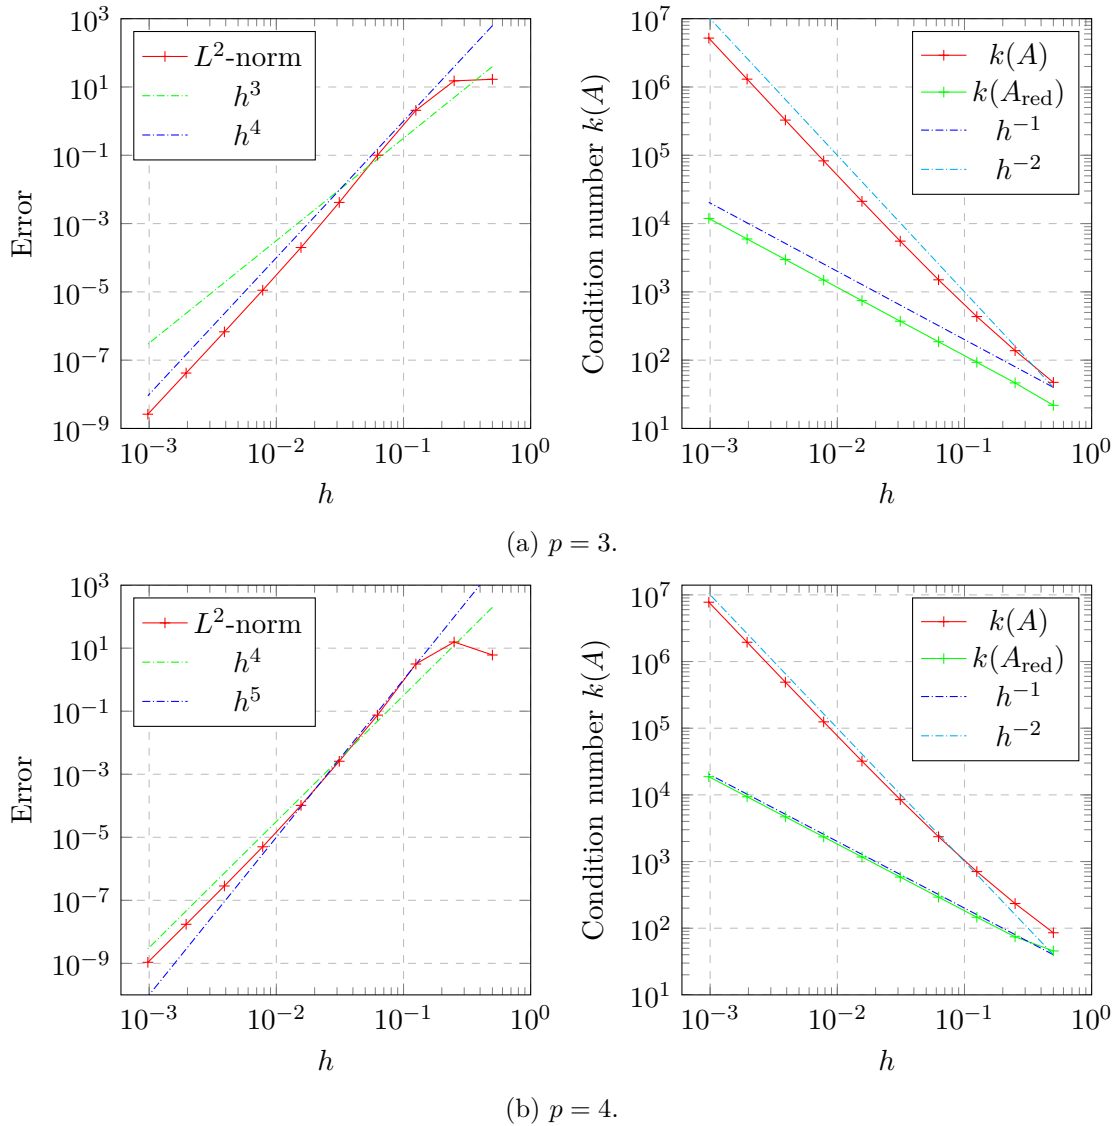 10^3
10^1
10^−1
10^−3
10^−5
10^−7
10^−9
Error
10^−3
10^−2
10^−1
10^0
h
L^2-norm
h^3
h^4
10^7
10^6
10^5
10^4
10^3
10^2
10^1
Condition number k(A)
10^−3
10^−2
10^−1
10^0
h
k(A)
k(A_red)
h^−1
h^−2
(a) p = 3.
10^3
10^1
10^−1
10^−3
10^−5
10^−7
10^−9
Error
10^−3
10^−2
10^−1
10^0
h
L^2-norm
h^4
h^5
10^7
10^6
10^5
10^4
10^3
10^2
10^1
Condition number k(A)
10^−3
10^−2
10^−1
10^0
h
k(A)
k(A_red)
h^−1
h^−2
(b) p = 4.